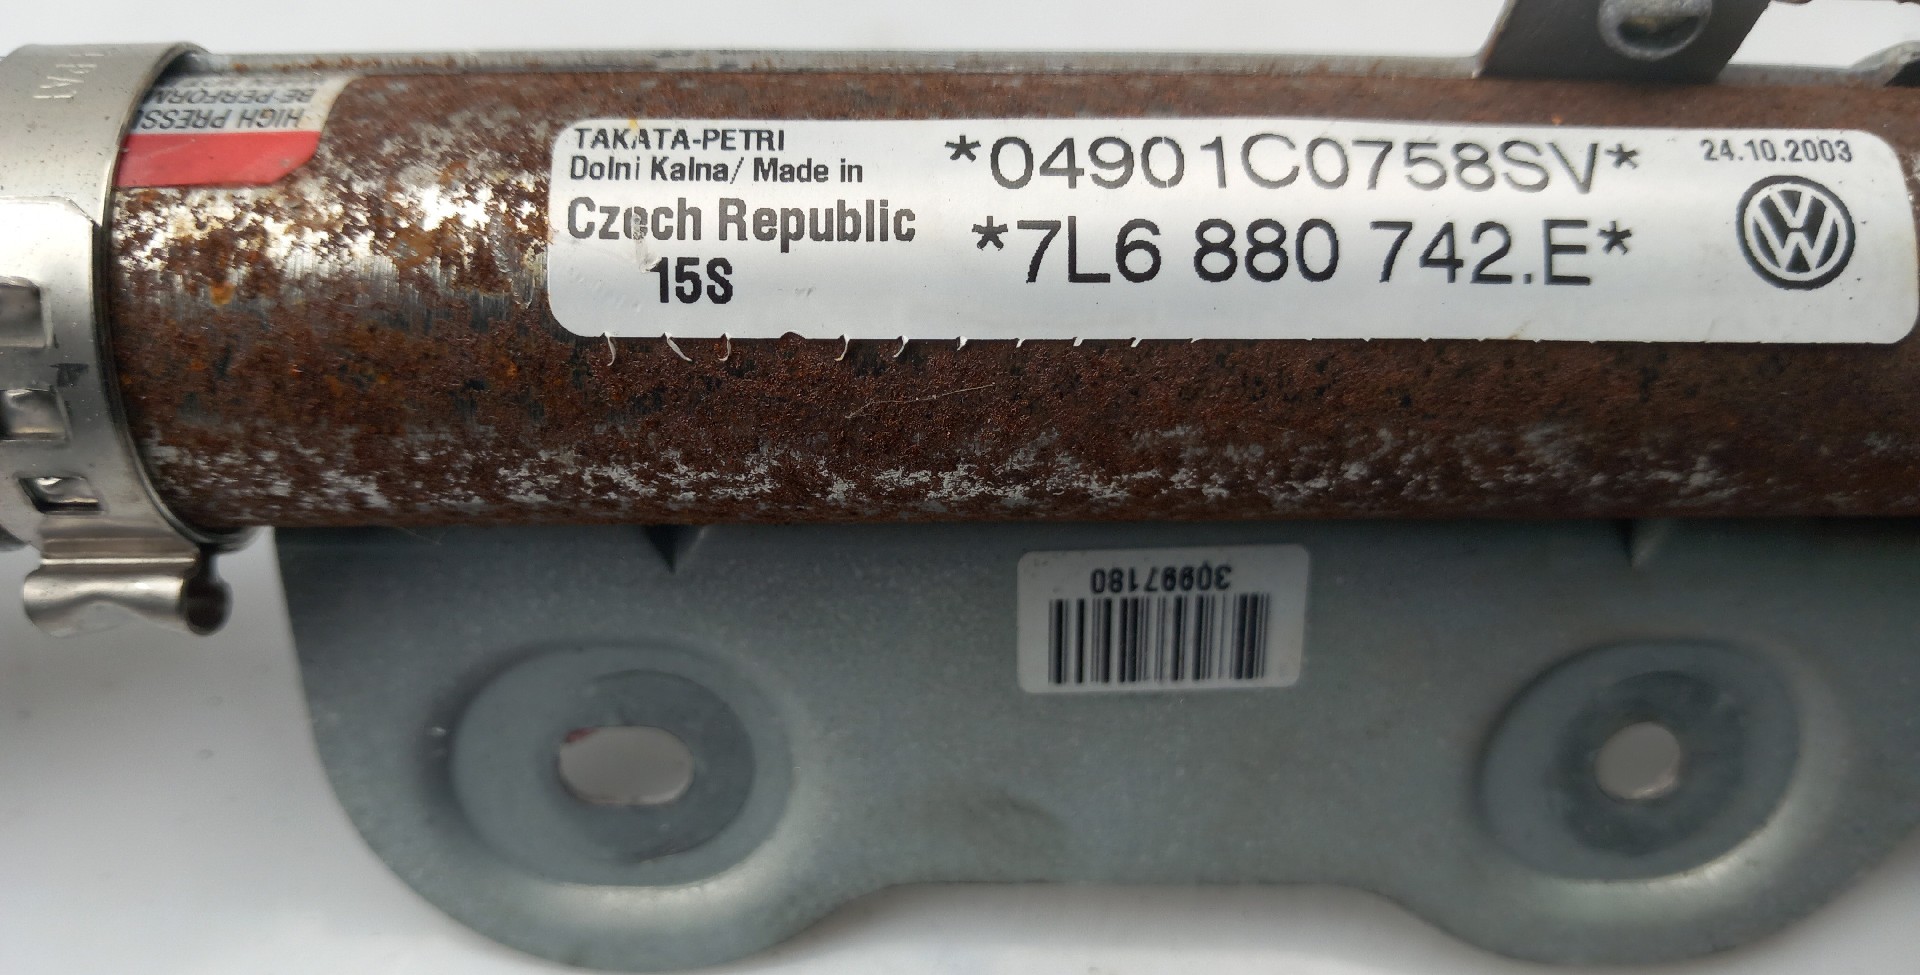 HIGH PRESS
BE PERFORM
TAKATA-PETRI
Dolni Kalna/ Made in
Czech Republic
15S
*04901C0758SV*
*7L6 880 742.E*
24.10.2003
30997180